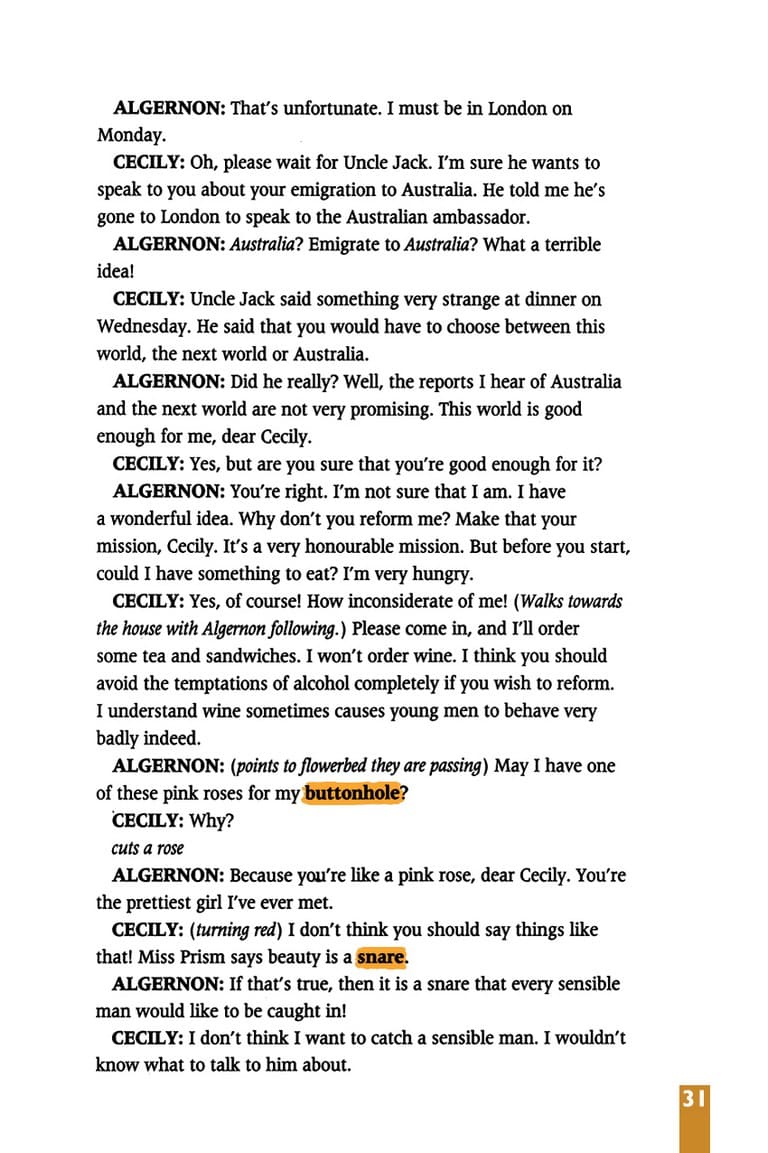 ALGERNON: That's unfortunate. I must be in London on
Monday.
CECILY: Oh, please wait for Uncle Jack. I'm sure he wants to
speak to you about your emigration to Australia. He told me he's
gone to London to speak to the Australian ambassador.
ALGERNON: Australia? Emigrate to Australia? What a terrible
idea!
CECILY: Uncle Jack said something very strange at dinner on
Wednesday. He said that you would have to choose between this
world, the next world or Australia.
ALGERNON: Did he really? Well, the reports I hear of Australia
and the next world are not very promising. This world is good
enough for me, dear Cecily.
CECILY: Yes, but are you sure that you're good enough for it?
ALGERNON: You're right. I'm not sure that I am. I have
a wonderful idea. Why don't you reform me? Make that your
mission, Cecily. It's a very honourable mission. But before you start,
could I have something to eat? I'm very hungry.
CECILY: Yes, of course! How inconsiderate of me! (Walks towards
the house with Algernon following.) Please come in, and I'll order
some tea and sandwiches. I won't order wine. I think you should
avoid the temptations of alcohol completely if you wish to reform.
I understand wine sometimes causes young men to behave very
badly indeed.
ALGERNON: (points to flowerbed they are passing) May I have one
of these pink roses for my buttonhole?
CECILY: Why?
cuts a rose
ALGERNON: Because you're like a pink rose, dear Cecily. You're
the prettiest girl I've ever met.
CECILY: (turning red) I don't think you should say things like
that! Miss Prism says beauty is a snare.
ALGERNON: If that's true, then it is a snare that every sensible
man would like to be caught in!
CECILY: I don't think I want to catch a sensible man. I wouldn't
know what to talk to him about.
31